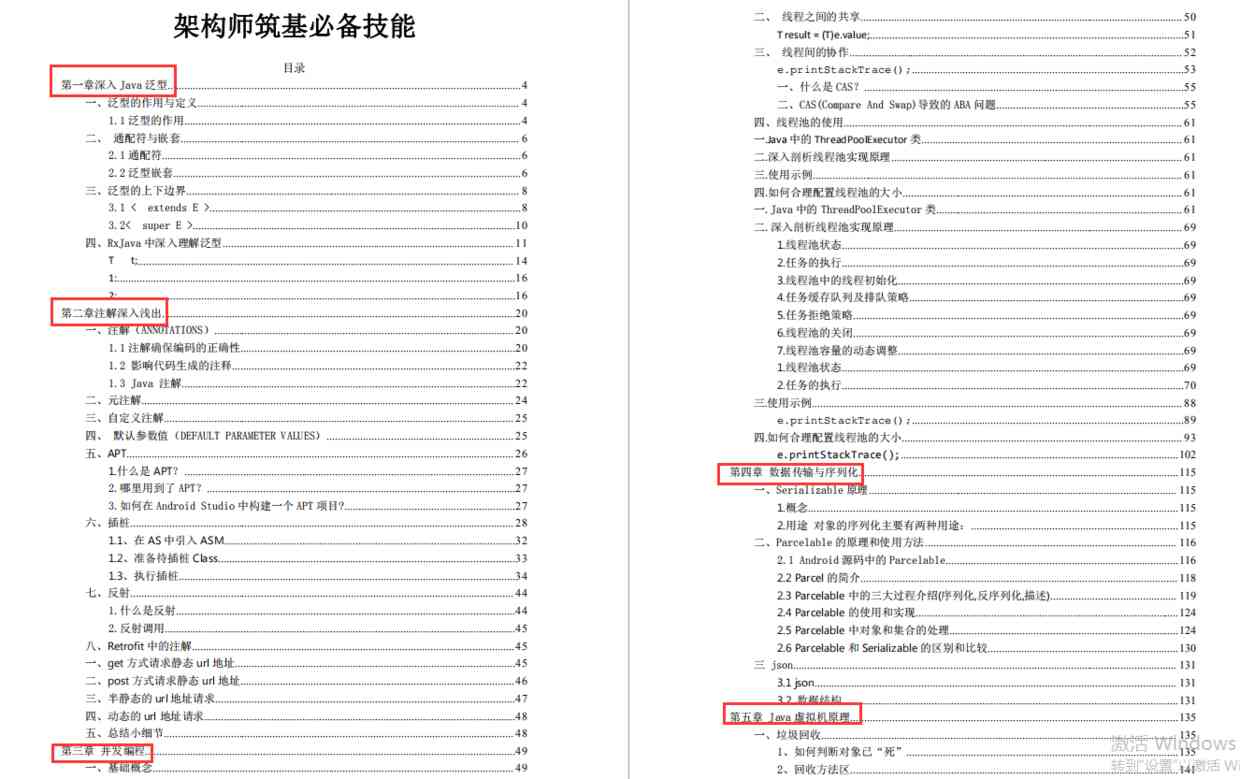 架构师筑基必备技能
目录
第一章深入 Java 泛型 4
一、泛型的作用与定义 4
1.1 泛型的作用 4
二、 通配符与嵌套 6
2.1 通配符 6
2.2 泛型嵌套 6
三、泛型的上下边界 8
3.1 < extends E > 8
3.2< super E > 10
四、RxJava 中深入理解泛型 11
T t; 14
1: 16
2: 16
第二章注解深入浅出 20
一、注解（ANNOTATIONS） 20
1.1 注解确保编码的正确性 20
1.2 影响代码生成的注释 22
1.3 Java 注解 22
二、元注解 24
三、自定义注解 25
四、 默认参数值（DEFAULT PARAMETER VALUES） 25
五、APT 26
1.什么是 APT？ 27
2.哪里用到了 APT？ 27
3.如何在 Android Studio 中构建一个 APT 项目? 27
六、插桩 28
1.1、在 AS 中引入 ASM 32
1.2、准备待插桩 Class 33
1.3、执行插桩 34
七、反射 44
1.什么是反射 44
2.反射调用 45
八、Retrofit 中的注解 45
一、get 方式请求静态 url 地址 45
二、post 方式请求静态 url 地址 46
三、半静态的 url 地址请求 47
四、动态的 url 地址请求 48
五、总结小细节 48
第三章 并发编程 49
一、基础概念 49
二、 线程之间的共享 50
T result = (T)e.value; 51
三、 线程间的协作 52
e.printStackTrace(); 53
一、什么是 CAS？ 55
二、CAS(Compare And Swap)导致的 ABA 问题 55
四、线程池的使用 61
一.Java 中的 ThreadPoolExecutor 类 61
二.深入剖析线程池实现原理 61
三.使用示例 61
四.如何合理配置线程池的大小 61
一.Java 中的 ThreadPoolExecutor 类 61
二.深入剖析线程池实现原理 69
1.线程池状态 69
2.任务的执行 69
3.线程池中的线程初始化 69
4.任务缓存队列及排队策略 69
5.任务拒绝策略 69
6.线程池的关闭 69
7.线程池容量的动态调整 69
1.线程池状态 69
2.任务的执行 70
三.使用示例 88
e.printStackTrace(); 89
四.如何合理配置线程池的大小 93
e.printStackTrace(); 102
第四章 数据传输与序列化 115
一、Serializable 原理 115
1.概念 115
2.用途 对象的序列化主要有两种用途： 115
二、Parcelable 的原理和使用方法 116
2.1 Android 源码中的 Parcelable 116
2.2 Parcel 的简介 118
2.3 Parcelable 中的三大过程介绍(序列化,反序列化,描述) 119
2.4 Parcelable 的使用和实现 124
2.5 Parcelable 中对象和集合的处理 124
2.6 Parcelable 和 Serializable 的区别和比较 130
三 json 131
3.1 json 131
3.2 数据结构 131
第五章 Java 虚拟机原理 135
一、垃圾回收 135
1、如何判断对象已“死” 135
2、回收方法区 141
激活 Windows
转到"设置"以激活 Wi